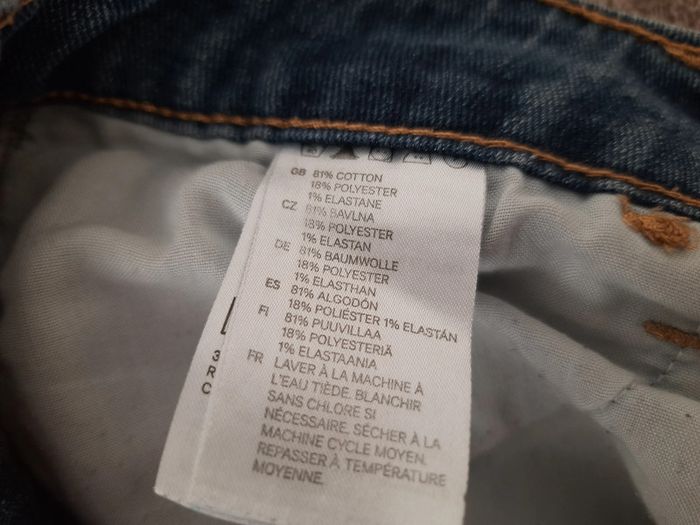 GB 81% COTTON
18% POLYESTER
1% ELASTANE
CZ 81% BAVLNA
18% POLYESTER
1% ELASTAN
DE 81% BAUMWOLLE
18% POLYESTER
1% ELASTHAN
ES 81% ALGODÓN
18% POLIÉSTER 1% ELASTÁN
FI 81% PUUVILLAA
18% POLYESTERIÄ
1% ELASTAANIA
FR LAVER À LA MACHINE À
L'EAU TIÈDE. BLANCHIR
SANS CHLORE SI
NÉCESSAIRE. SÉCHER À LA
MACHINE CYCLE MOYEN.
REPASSER À TEMPÉRATURE
MOYENNE.
3
R
C